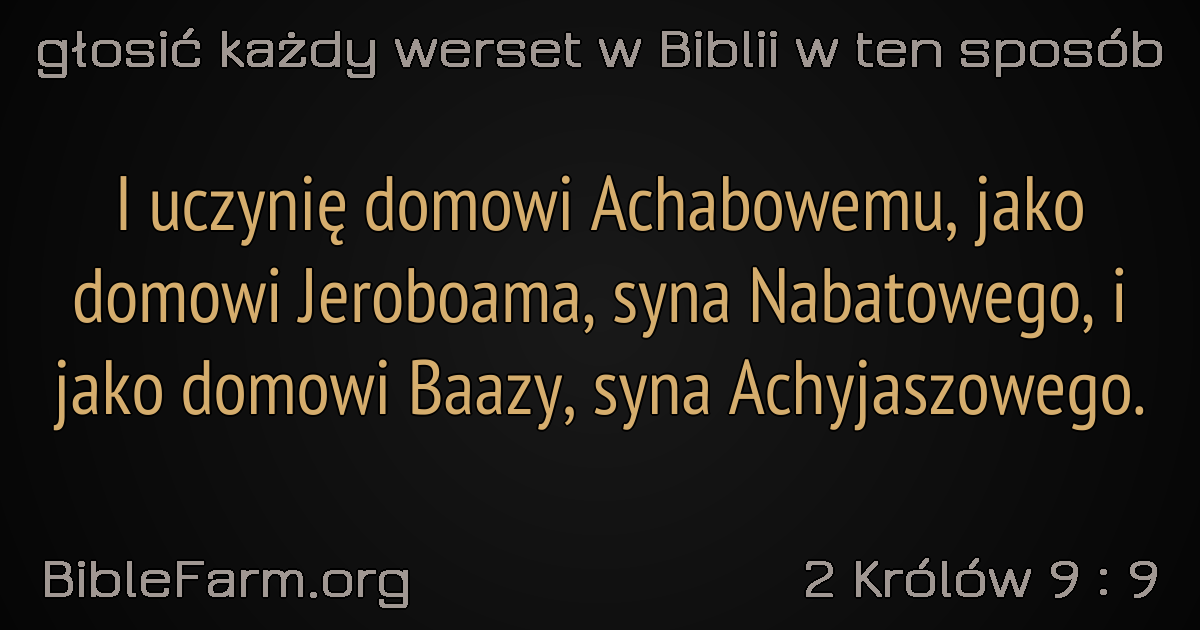 głosić każdy werset w Biblii w ten sposób
I uczynię domowi Achabowemu, jako
domowi Jeroboama, syna Nabatowego, i
jako domowi Baazy, syna Achyjaszowego.
BibleFarm.org
2 Królów 9 : 9